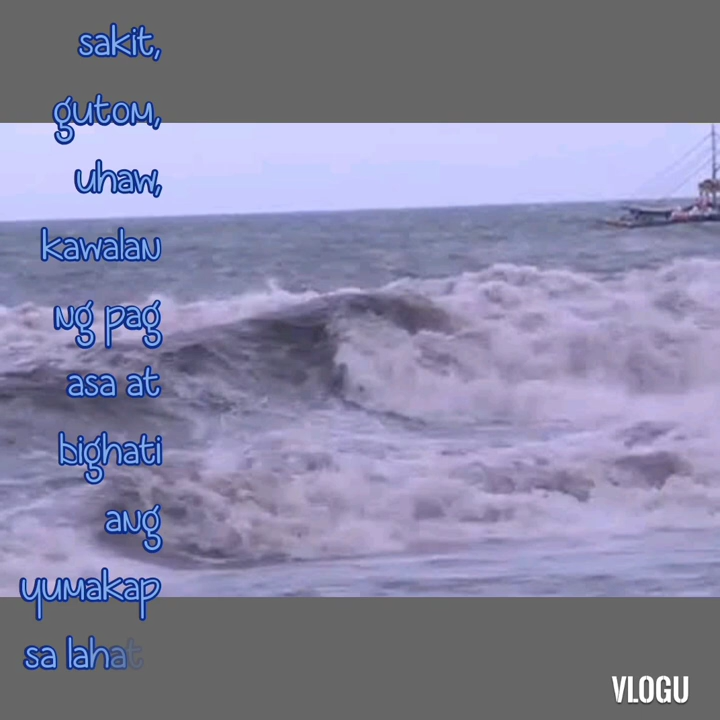 sakit,
gutom,
uhaw,
kawalan
ng pag
asa at
bighati
ang
yumakap
sa lahat
VLOGU